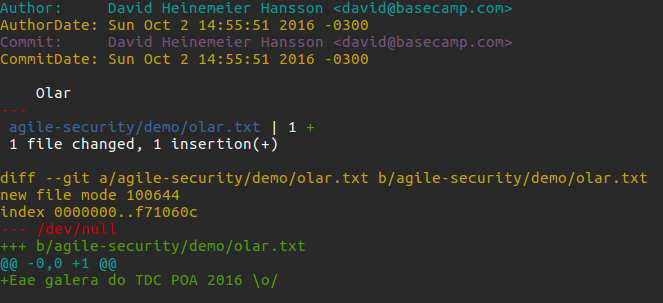 Author:     David Heinemeier Hansson <david@basecamp.com>
AuthorDate: Sun Oct 2 14:55:51 2016 -0300
Commit:     David Heinemeier Hansson <david@basecamp.com>
CommitDate: Sun Oct 2 14:55:51 2016 -0300
Olar
---
agile-security/demo/olar.txt | 1 +
1 file changed, 1 insertion(+)
diff --git a/agile-security/demo/olar.txt b/agile-security/demo/olar.txt
new file mode 100644
index 0000000..f71060c
--- /dev/null
+++ b/agile-security/demo/olar.txt
@@ -0,0 +1 @@
+Eae galera do TDC POA 2016 \o/